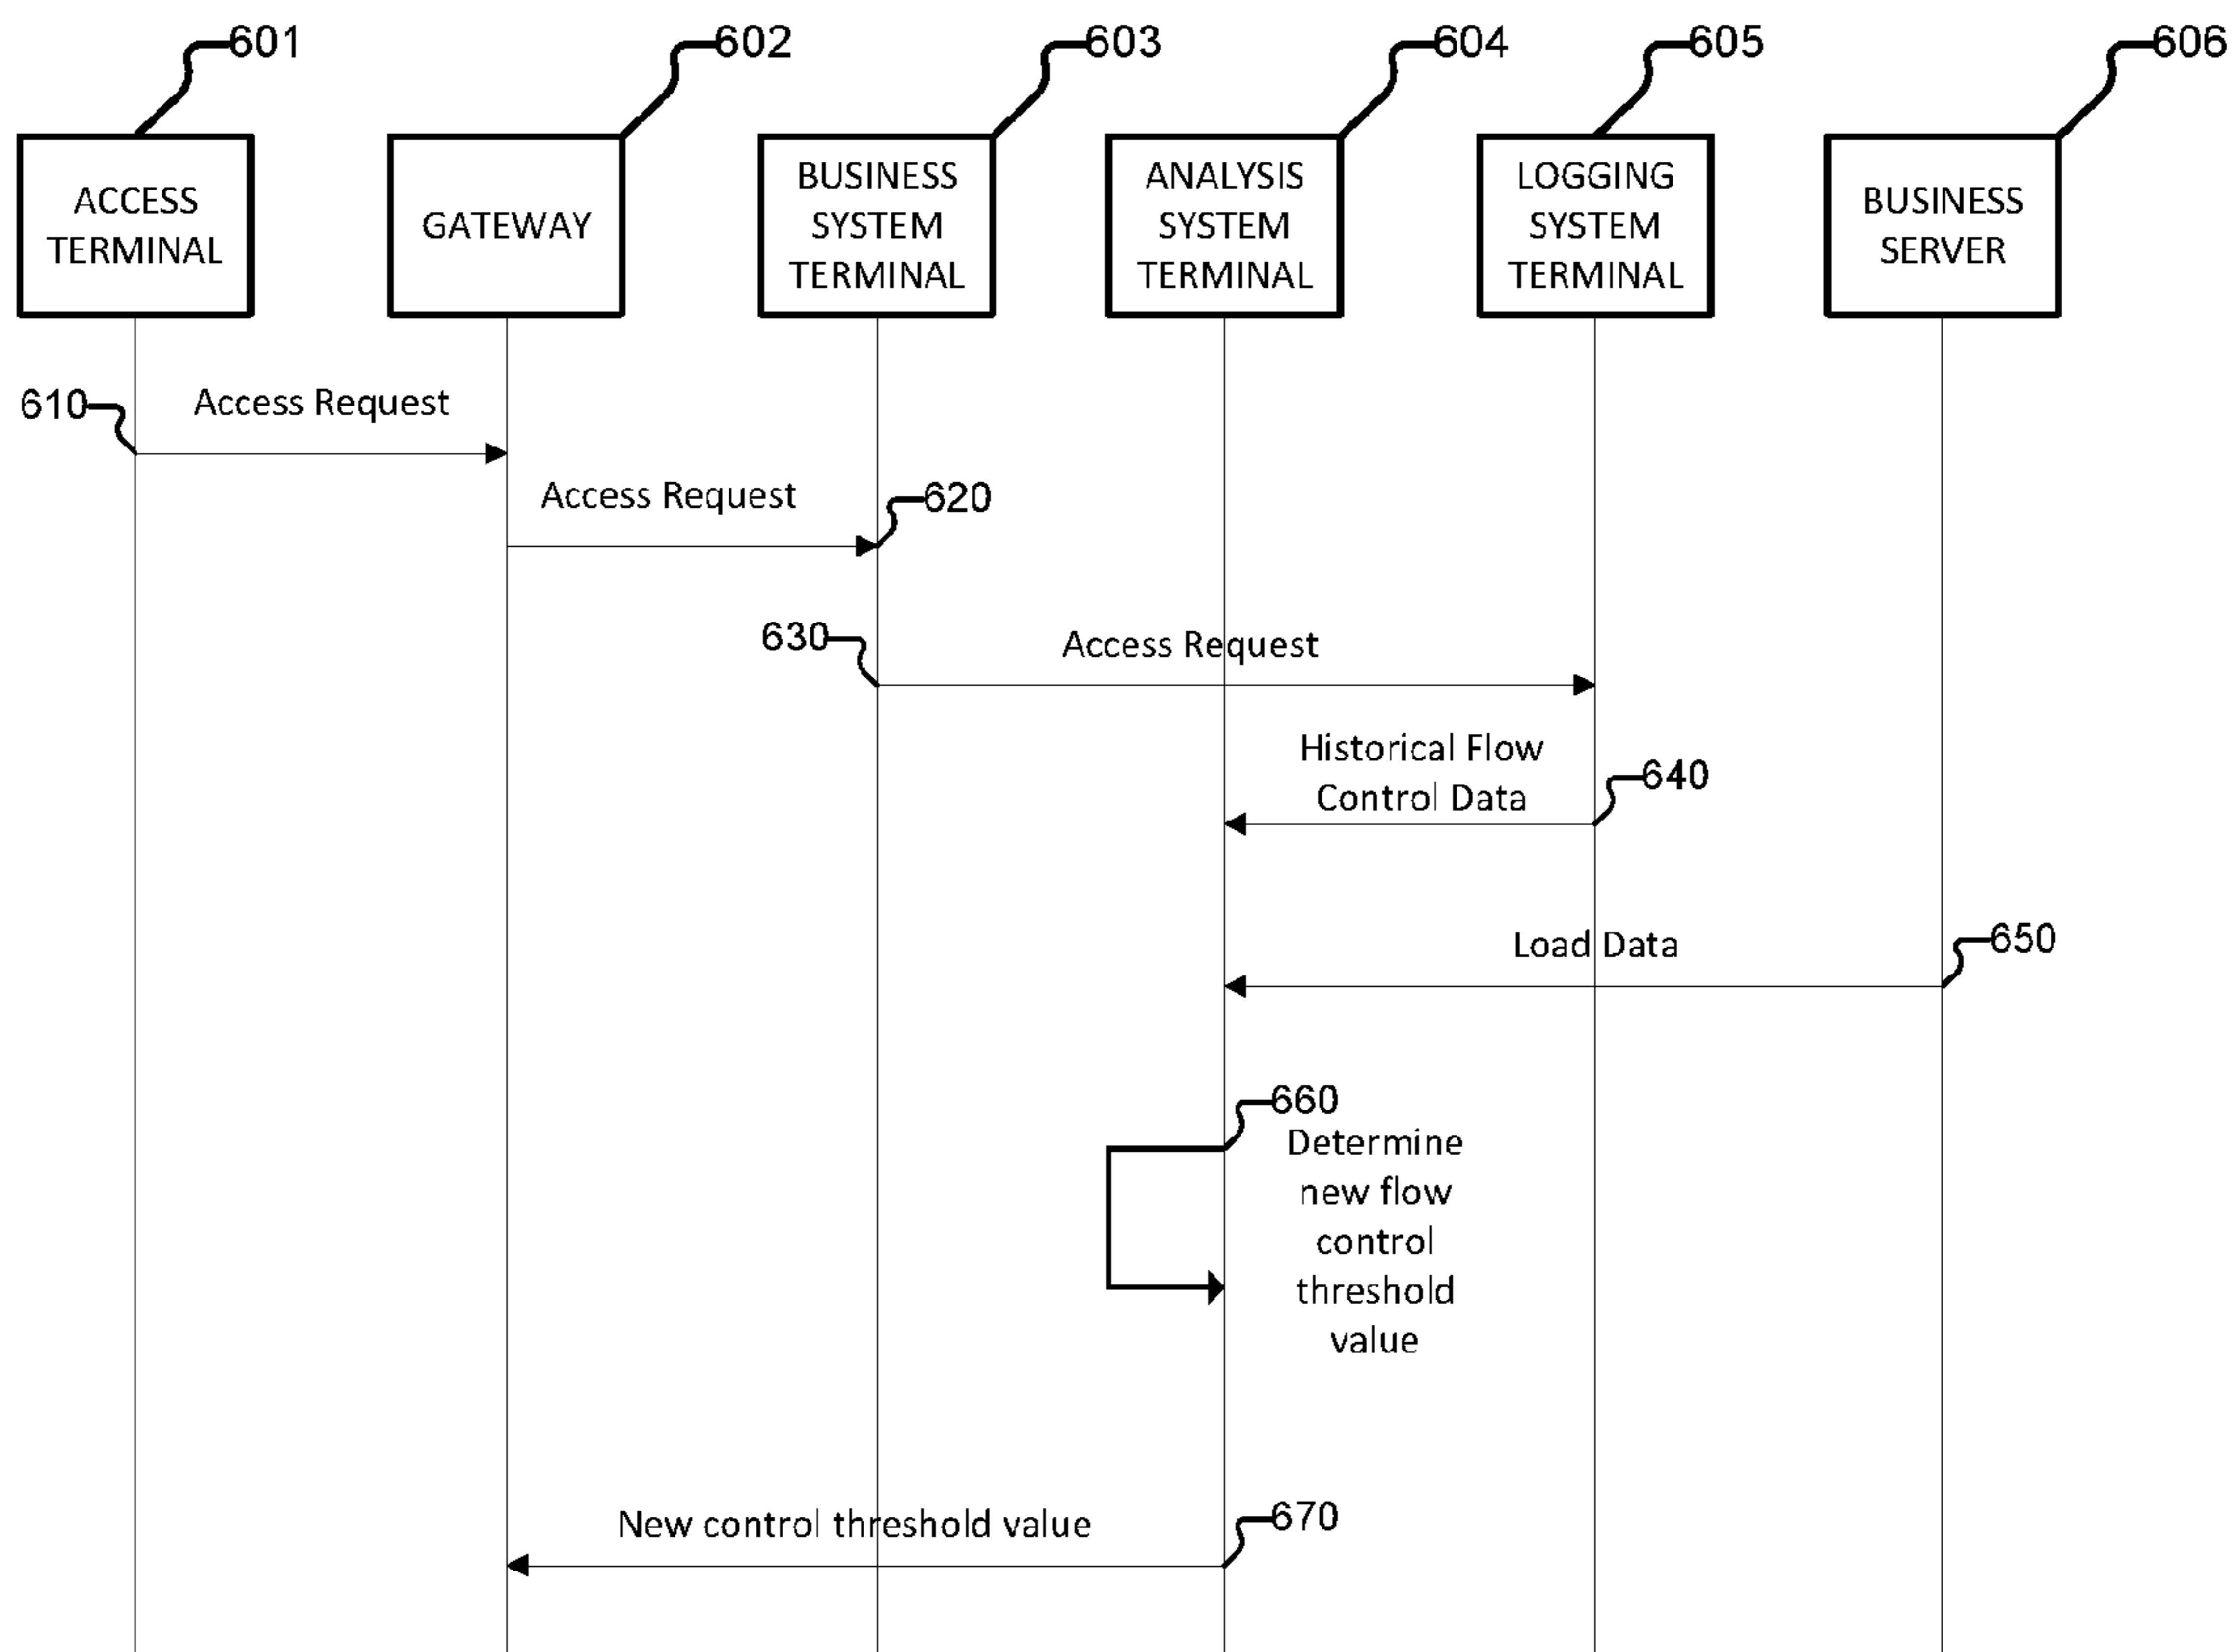 601
602
603
604
605
606
ACCESS
TERMINAL
GATEWAY
BUSINESS
SYSTEM
TERMINAL
ANALYSIS
SYSTEM
TERMINAL
LOGGING
SYSTEM
TERMINAL
BUSINESS
SERVER
610
Access Request
Access Request
620
630
Access Request
Historical Flow
Control Data
640
Load Data
650
660
Determine
new flow
control
threshold
value
New control threshold value
670